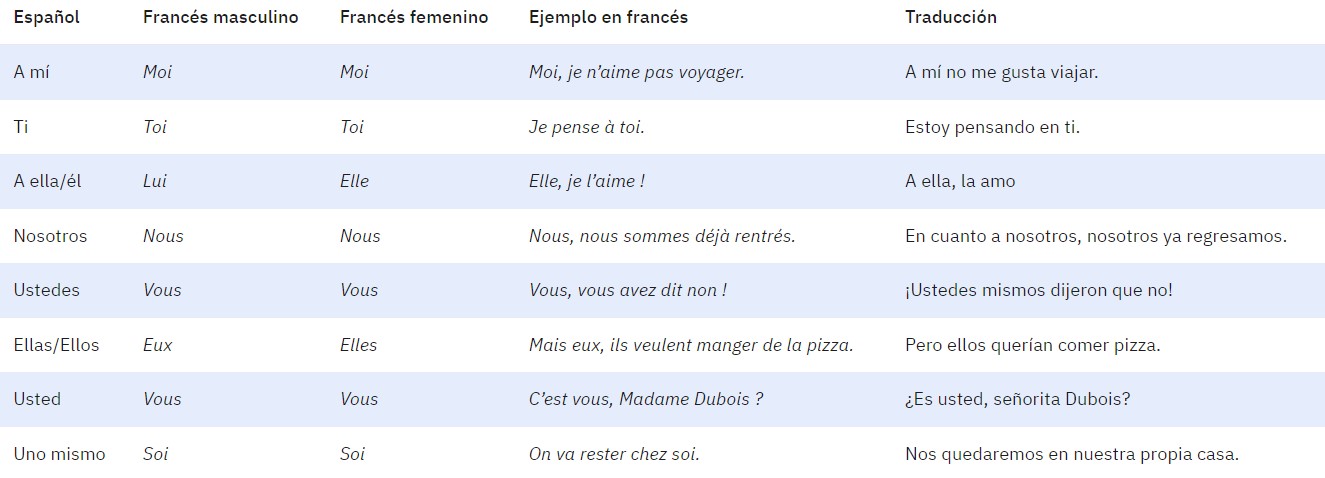 Español Francés masculino Francés femenino Ejemplo en francés Traducción
A mí Moi Moi Moi, je n’aime pas voyager. A mí no me gusta viajar.
Ti Toi Toi Je pense à toi. Estoy pensando en ti.
A ella/él Lui Elle Elle, je l’aime ! A ella, la amo
Nosotros Nous Nous Nous, nous sommes déjà rentrés. En cuanto a nosotros, nosotros ya regresamos.
Ustedes Vous Vous Vous, vous avez dit non ! ¡Ustedes mismos dijeron que no!
Ellas/Ellos Eux Elles Mais eux, ils veulent manger de la pizza. Pero ellos querían comer pizza.
Usted Vous Vous C’est vous, Madame Dubois ? ¿Es usted, señorita Dubois?
Uno mismo Soi Soi On va rester chez soi. Nos quedaremos en nuestra propia casa.